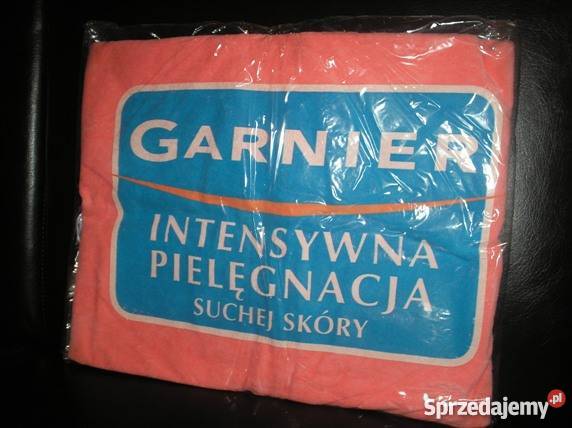 GARNIER
INTENSYWNA
PIELĘGNACJA
SUCHEJ SKÓRY
Sprzedajemy.pl